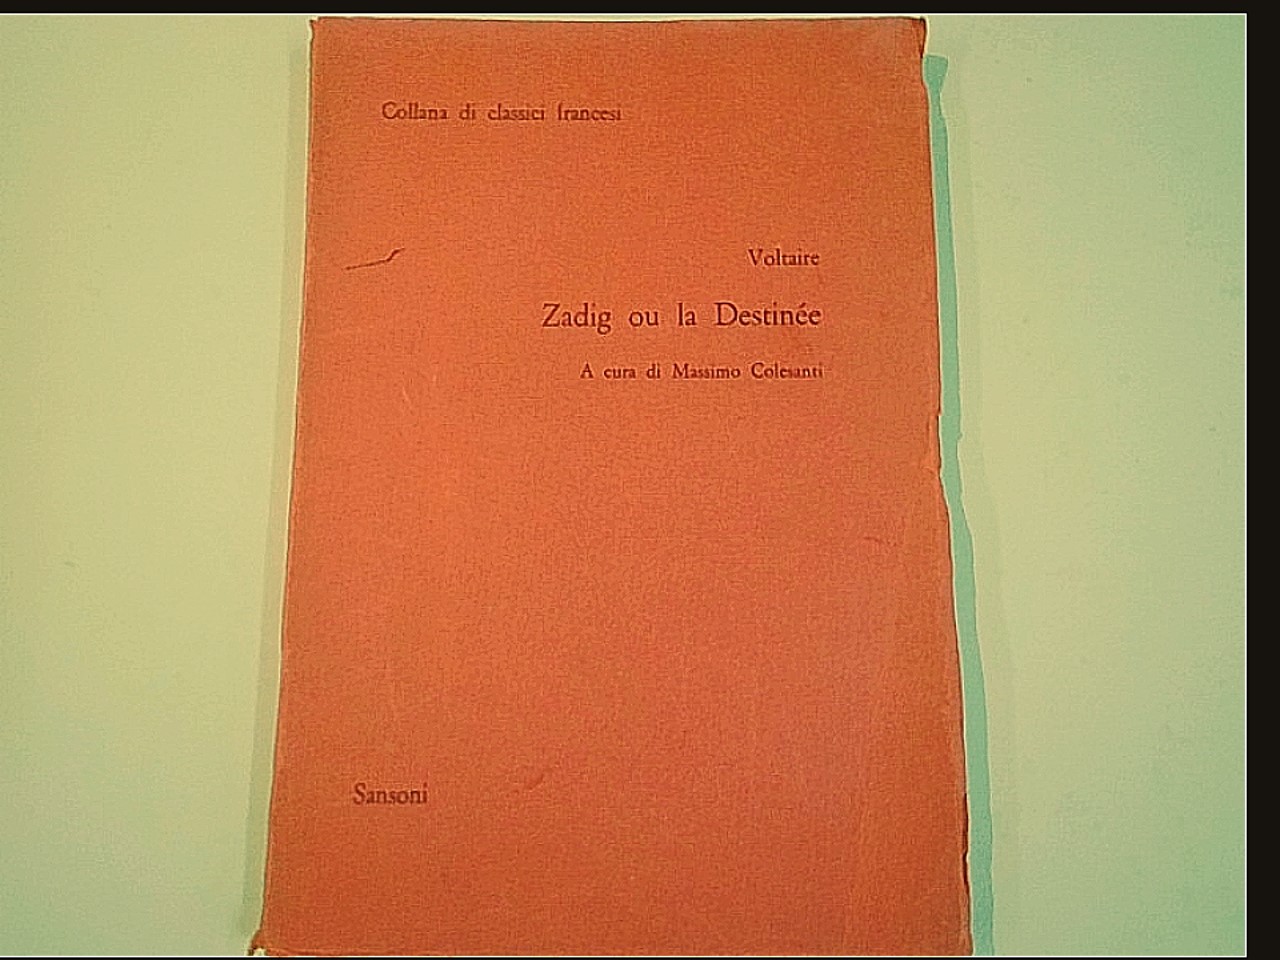 Collana di classici francesi
Voltaire
Zadig ou la Destinée
A cura di Massimo Colesanti
Sansoni